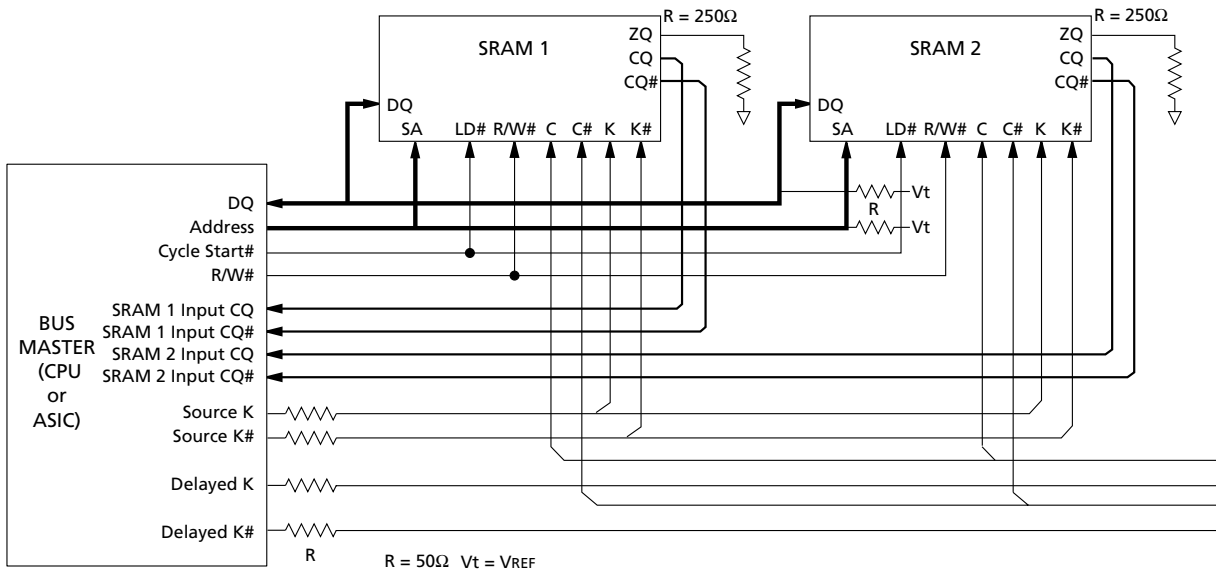 R = 250Ω
R = 250Ω
SRAM 1
ZQ
CQ
CQ#
DQ
SA LD# R/W# C C# K K#
SRAM 2
ZQ
CQ
CQ#
DQ
SA LD# R/W# C C# K K#
Vt
R
Vt
BUS
MASTER
(CPU
or
ASIC)
DQ
Address
Cycle Start#
R/W#
SRAM 1 Input CQ
SRAM 1 Input CQ#
SRAM 2 Input CQ
SRAM 2 Input CQ#
Source K
Source K#
Delayed K
Delayed K#
R
R = 50Ω Vt = VREF